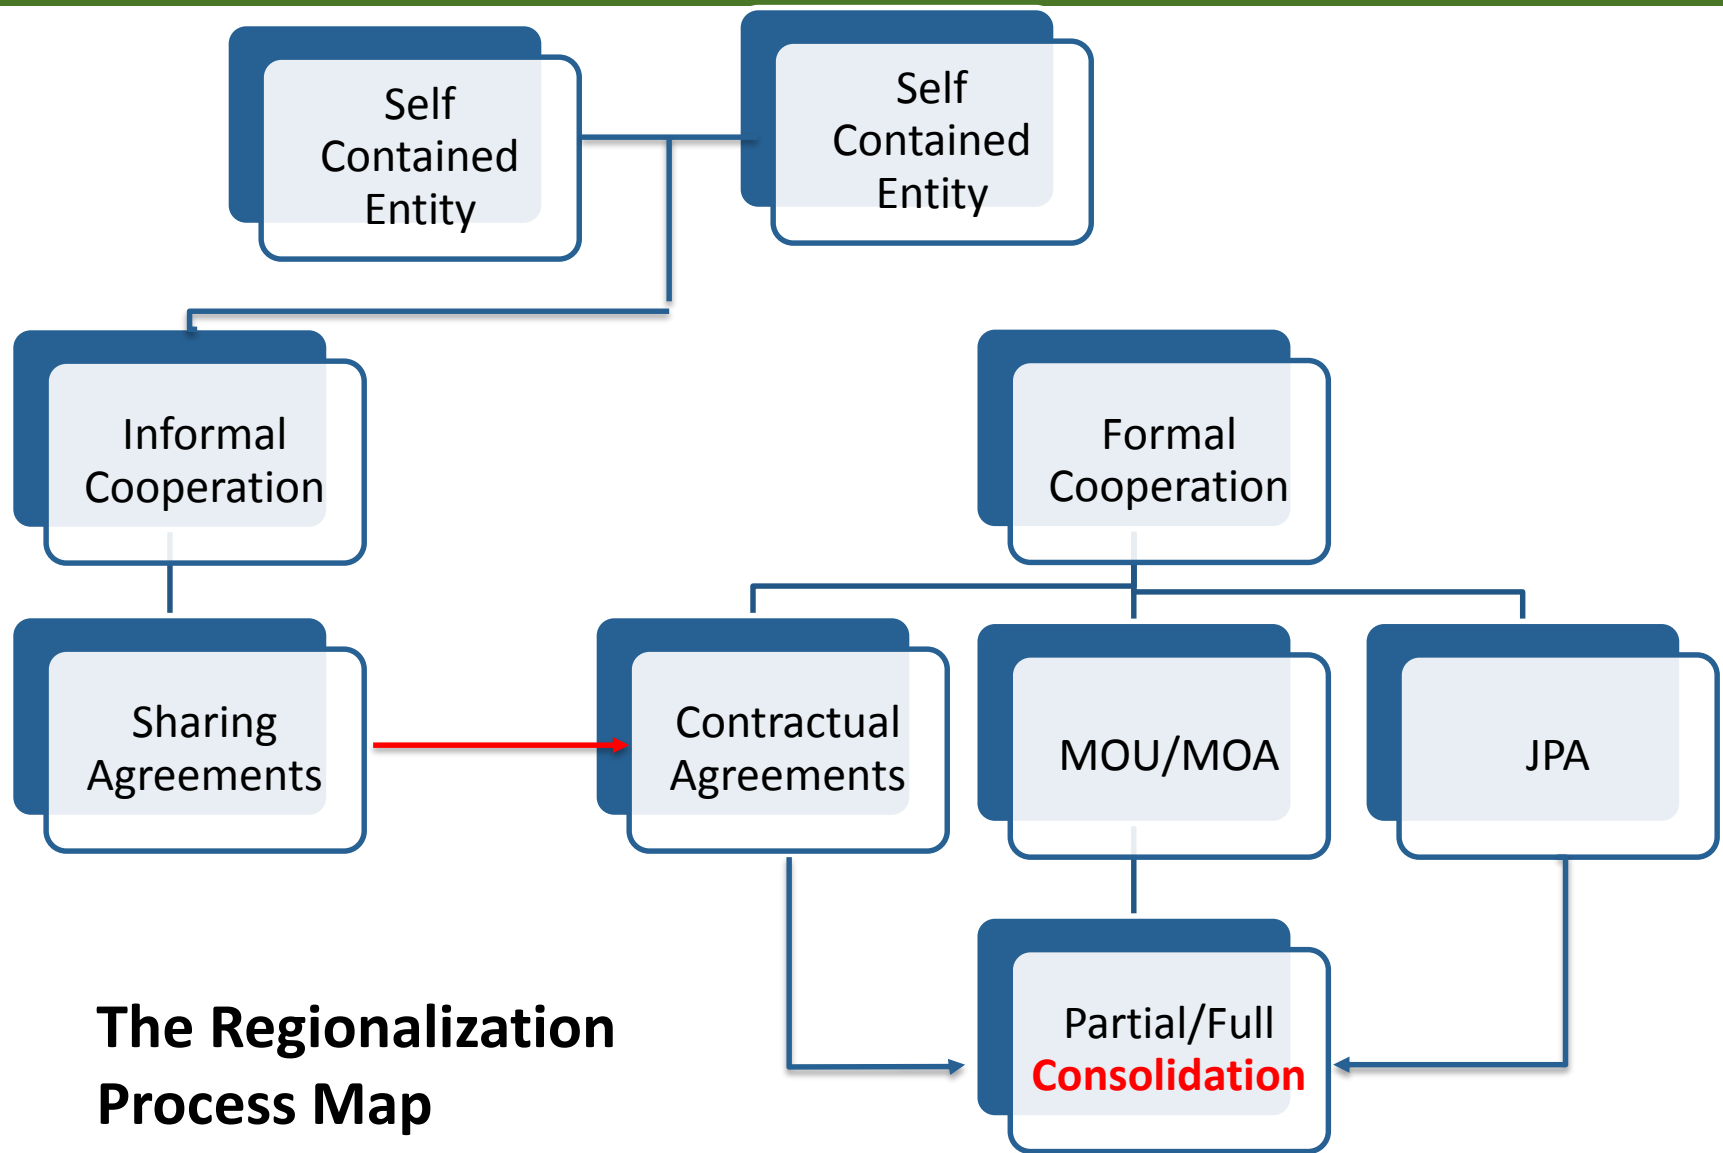 Self
Contained
Entity
Self
Contained
Entity
Informal
Cooperation
Formal
Cooperation
Sharing
Agreements
Contractual
Agreements
MOU/MOA
JPA
Partial/Full
Consolidation
The Regionalization
Process Map